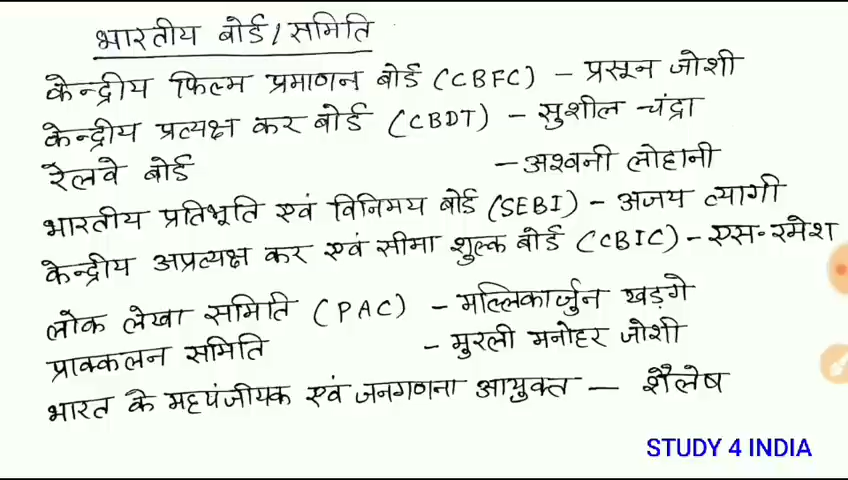 भारतीय बोर्ड/समिति
केन्द्रीय फिल्म प्रमाणन बोर्ड (CBFC) - प्रसून जोशी
केन्द्रीय प्रत्यक्ष कर बोर्ड (CBDT) - सुशील चंद्रा
रेलवे बोर्ड - अश्वनी लोहानी
भारतीय प्रतिभूति एवं विनिमय बोर्ड (SEBI) - अजय त्यागी
केन्द्रीय अप्रत्यक्ष कर एवं सीमा शुल्क बोर्ड (CBIC) - एस. रमेश
लोक लेखा समिति (PAC) - मल्लिकार्जुन खड़गे
प्राक्कलन समिति - मुरली मनोहर जोशी
भारत के महापंजीयक एवं जनगणना आयुक्त - शैलेष
STUDY 4 INDIA